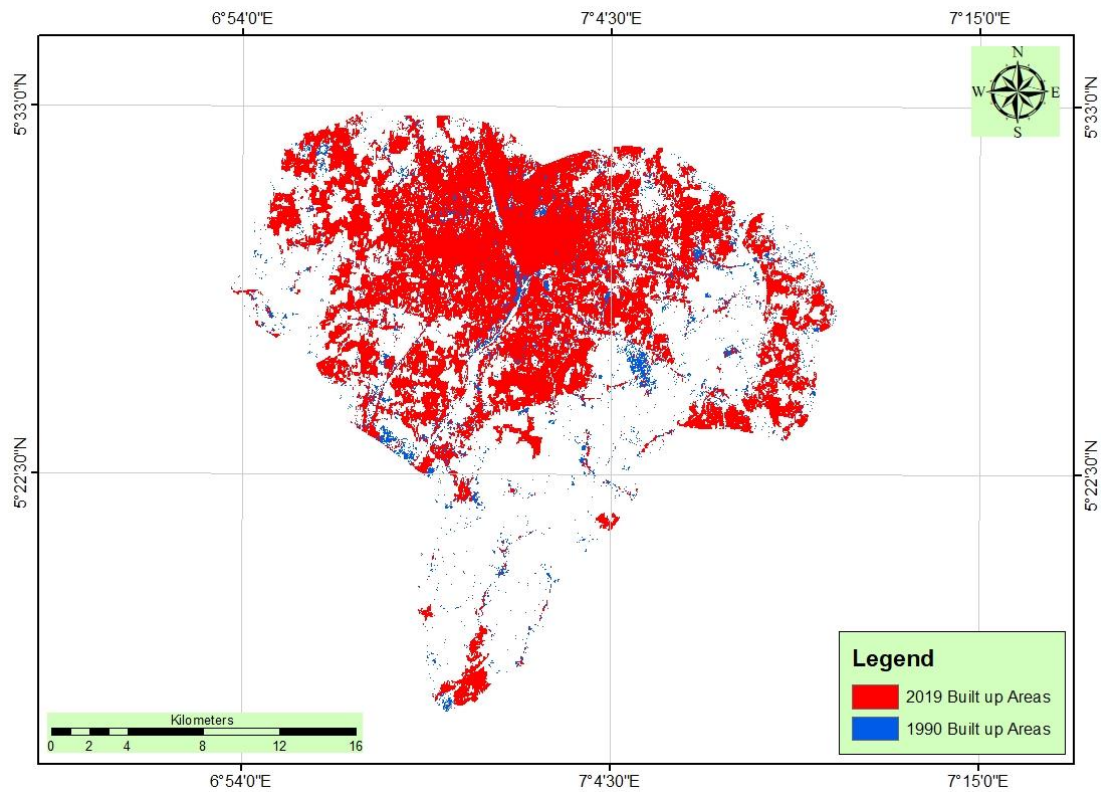 6°54'0"E 7°4'30"E 7°15'0"E
N
W E
S
5°33'0"N 5°33'0"N
5°22'30"N 5°22'30"N
Legend
2019 Built up Areas
1990 Built up Areas
Kilometers
0 2 4 8 12 16
6°54'0"E 7°4'30"E 7°15'0"E